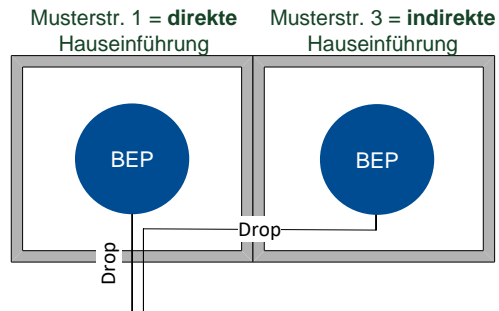 Musterstr. 1 = direkte
Hauseinführung
Musterstr. 3 = indirekte
Hauseinführung
BEP
BEP
Drop
Drop